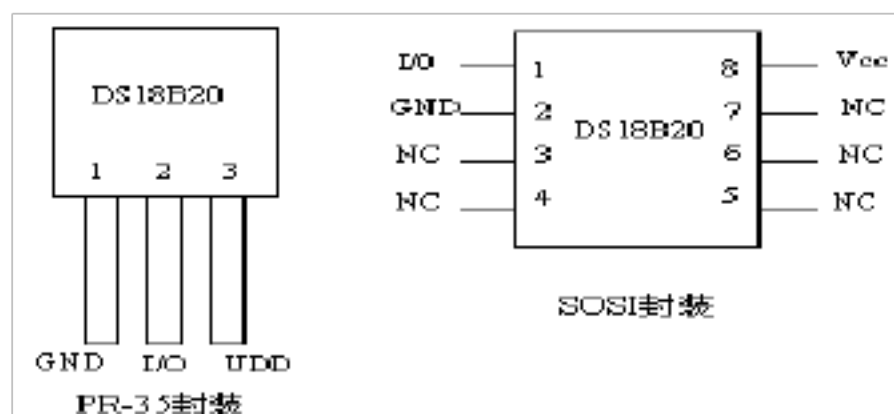 DS18B20
1 2 3
GND I/O UDD
PR-35封装
I/O 1 8 Vcc
GND 2 7 NC
DS18B20
NC 3 6 NC
NC 4 5 NC
SOSI封装